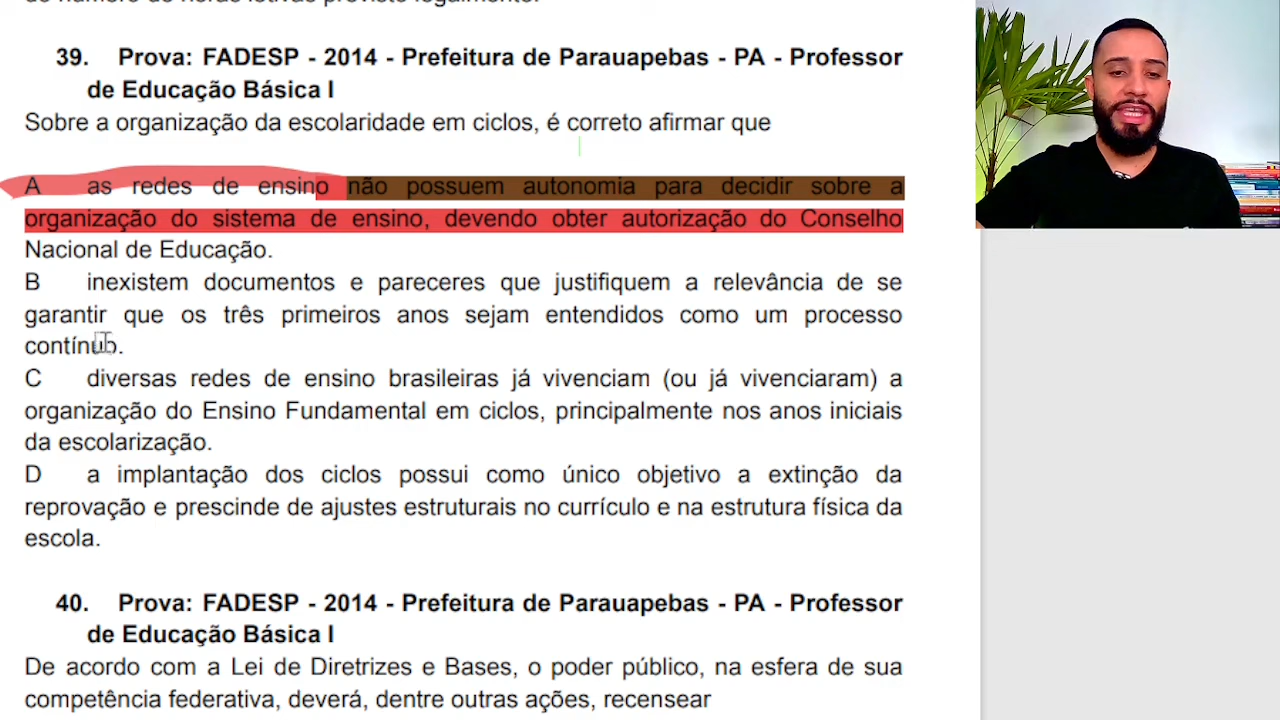 39. Prova: FADESP - 2014 - Prefeitura de Parauapebas - PA - Professor
de Educação Básica I
Sobre a organização da escolaridade em ciclos, é correto afirmar que
A as redes de ensino não possuem autonomia para decidir sobre a
organização do sistema de ensino, devendo obter autorização do Conselho
Nacional de Educação.
B inexistem documentos e pareceres que justifiquem a relevância de se
garantir que os três primeiros anos sejam entendidos como um processo
contínuo.
C diversas redes de ensino brasileiras já vivenciam (ou já vivenciaram) a
organização do Ensino Fundamental em ciclos, principalmente nos anos iniciais
da escolarização.
D a implantação dos ciclos possui como único objetivo a extinção da
reprovação e prescinde de ajustes estruturais no currículo e na estrutura física da
escola.
40. Prova: FADESP - 2014 - Prefeitura de Parauapebas - PA - Professor
de Educação Básica I
De acordo com a Lei de Diretrizes e Bases, o poder público, na esfera de sua
competência federativa, deverá, dentre outras ações, recensear